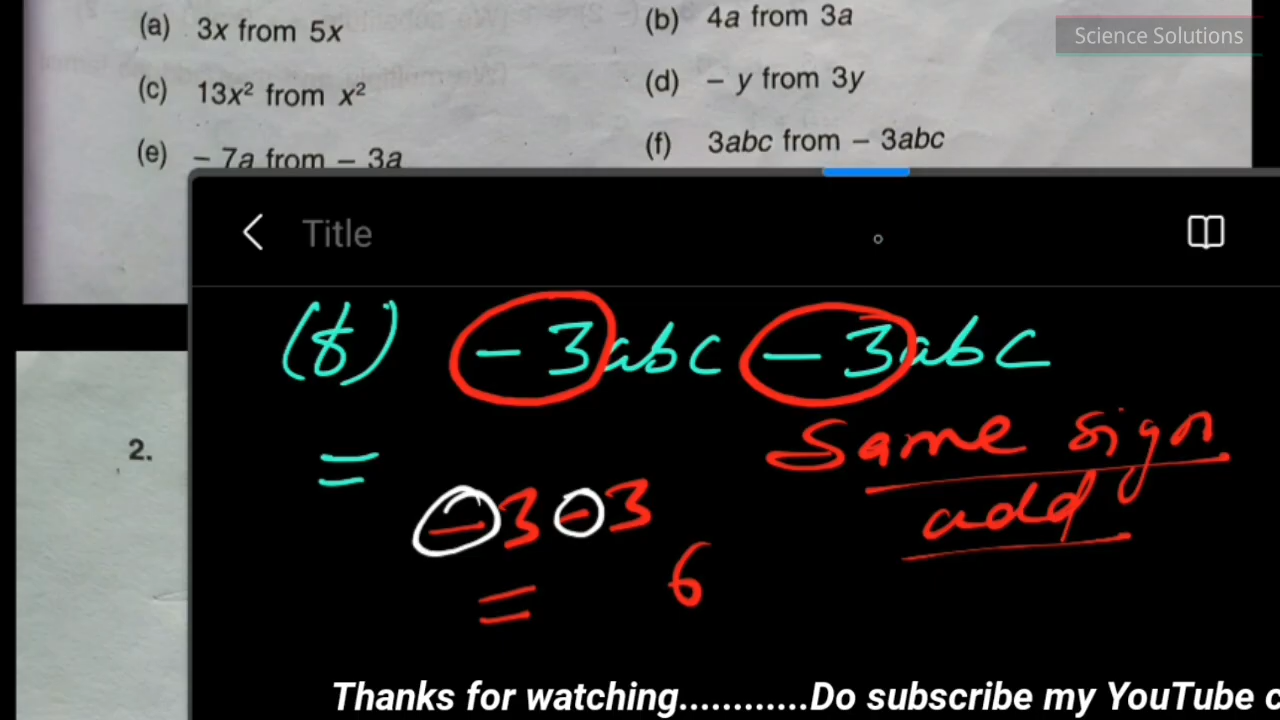 (a) 3x from 5x
(b) 4a from 3a
Science Solutions
(c) 13x² from x²
(d) – y from 3y
(e) – 7a from – 3a
(f) 3abc from – 3abc
Title
(f) -3abc -3abc
Same sign
=
add
-3 -3
= 6
2.
Thanks for watching............Do subscribe my YouTube c